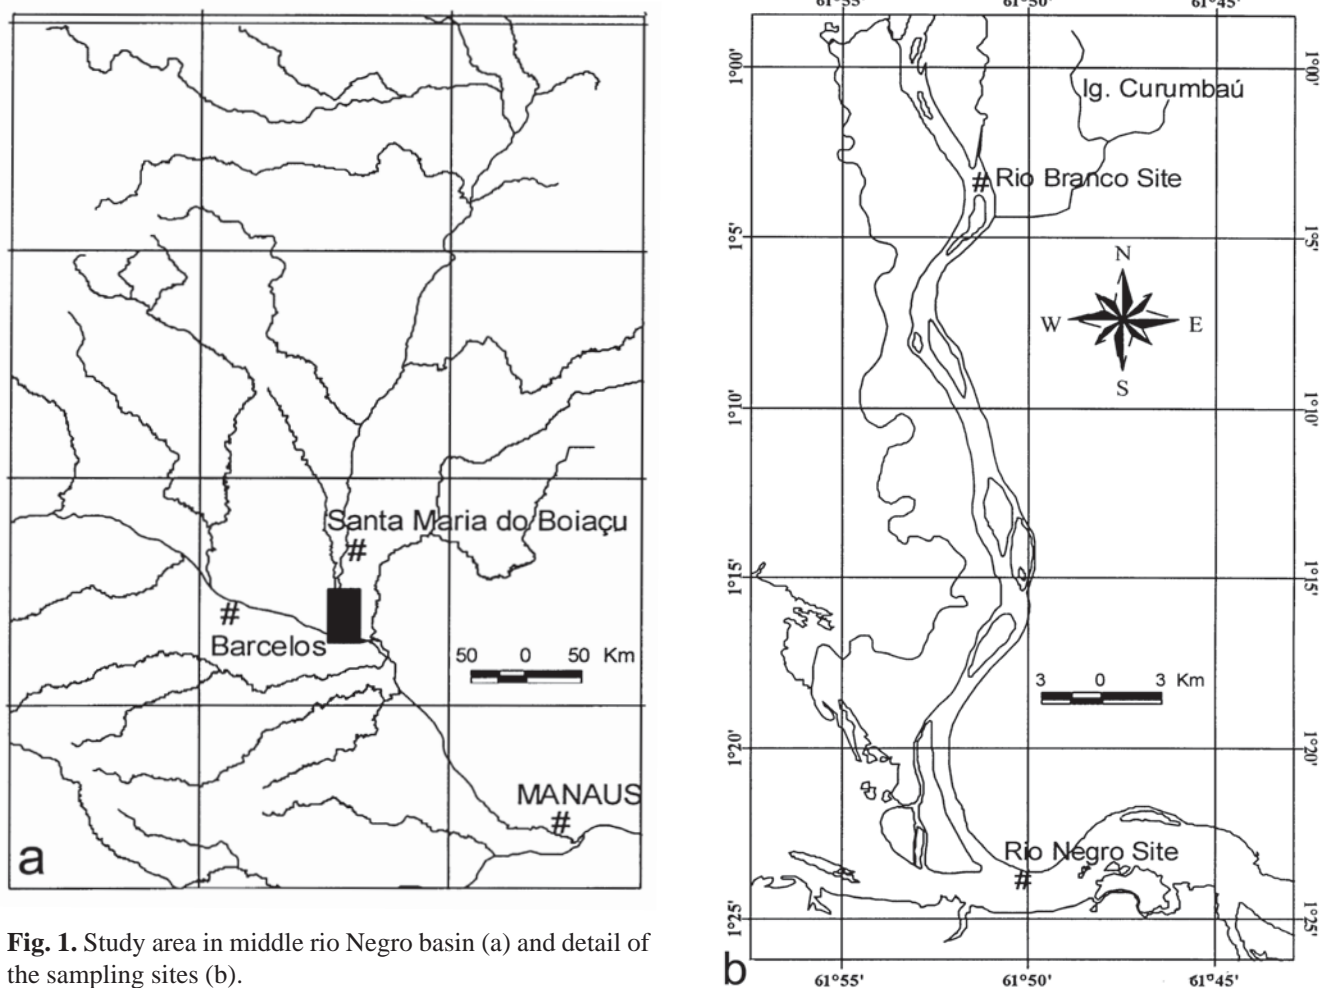 Santa Maria do Boiaçu
#
#
Barcelos
50 0 50 Km
MANAUS
#
a
Fig. 1. Study area in middle rio Negro basin (a) and detail of
the sampling sites (b).
61°55' 61°50' 61°45'
1°00' 1°00'
Ig. Curumbaú
# Rio Branco Site
1°5' 1°5'
N
W E
S
1°10' 1°10'
1°15' 1°15'
3 0 3 Km
1°20' 1°20'
Rio Negro Site
#
1°25' 1°25'
b
61°55' 61°50' 61°45'